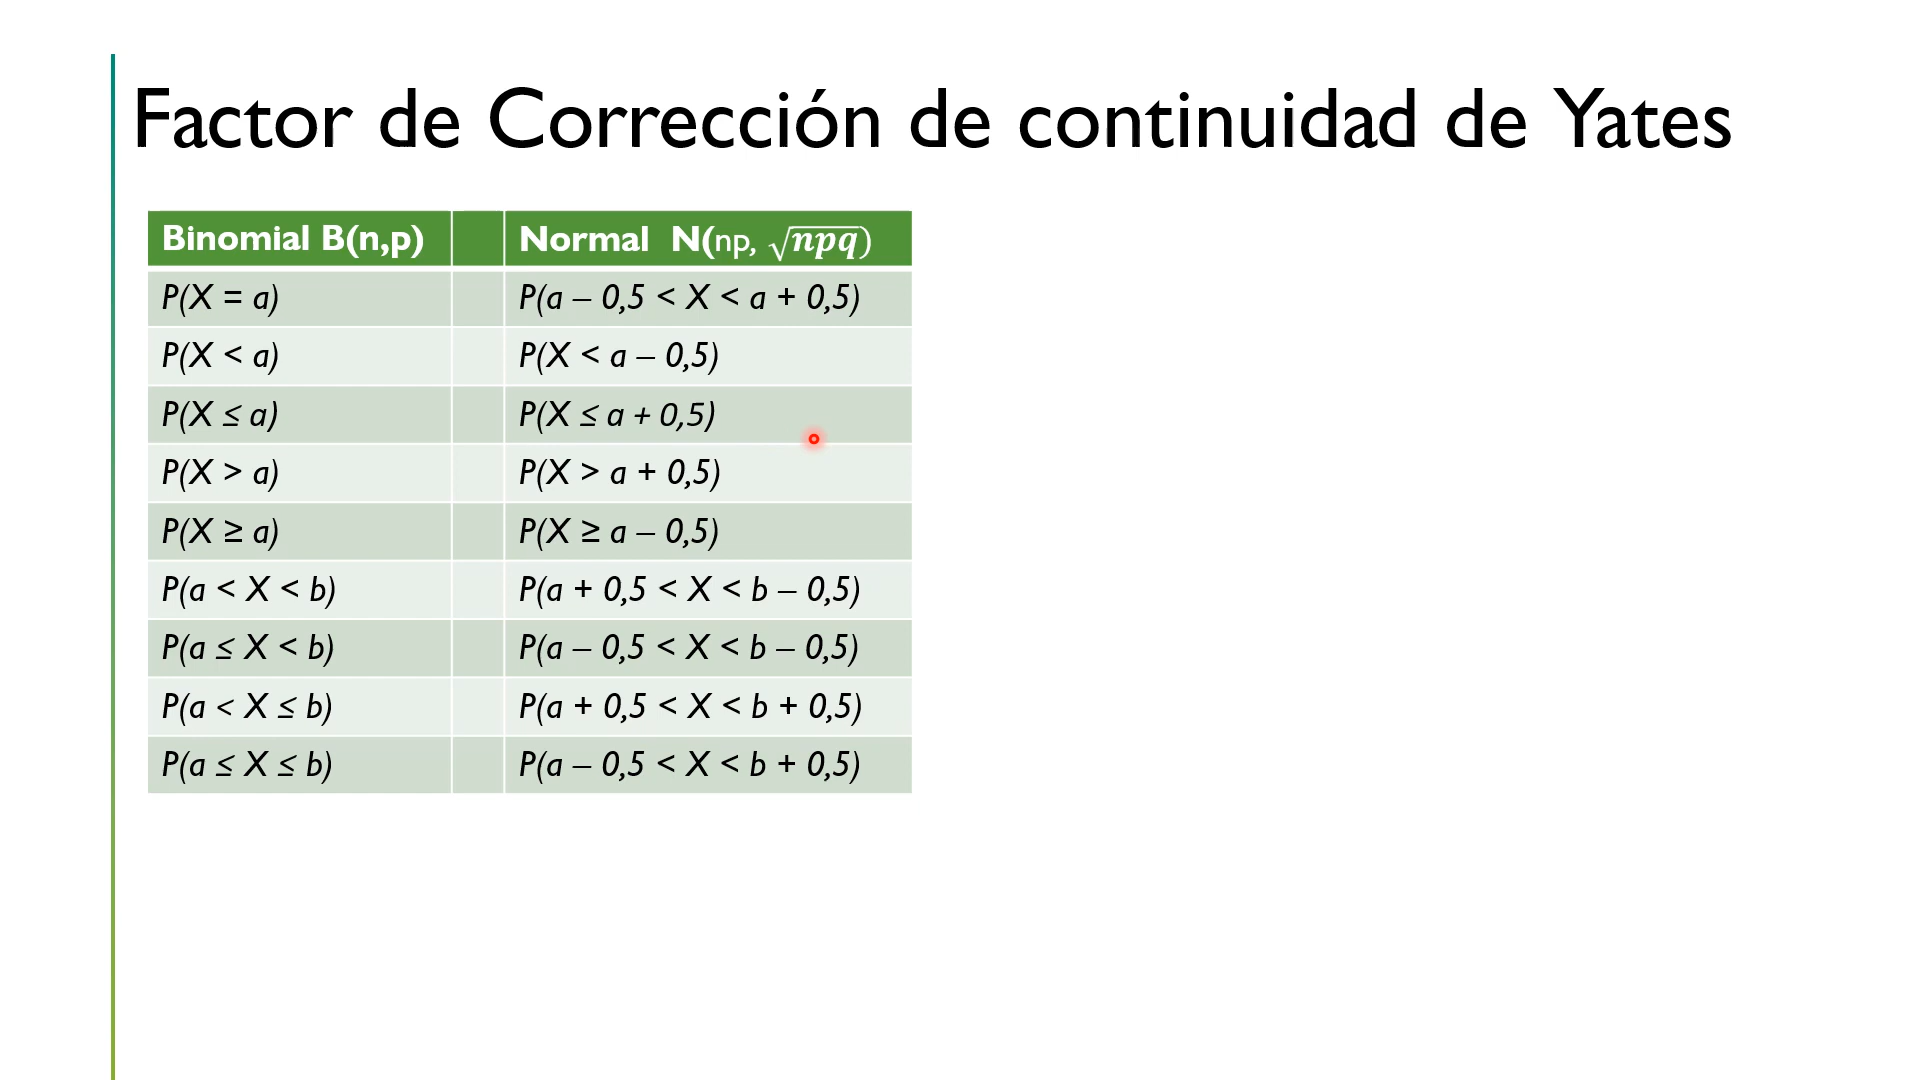 Factor de Corrección de continuidad de Yates
Binomial B(n,p) Normal N(np, √npq)
P(X = a) P(a – 0,5 < X < a + 0,5)
P(X < a) P(X < a – 0,5)
P(X ≤ a) P(X ≤ a + 0,5)
P(X > a) P(X > a + 0,5)
P(X ≥ a) P(X ≥ a – 0,5)
P(a < X < b) P(a + 0,5 < X < b – 0,5)
P(a ≤ X < b) P(a – 0,5 < X < b – 0,5)
P(a < X ≤ b) P(a + 0,5 < X < b + 0,5)
P(a ≤ X ≤ b) P(a – 0,5 < X < b + 0,5)